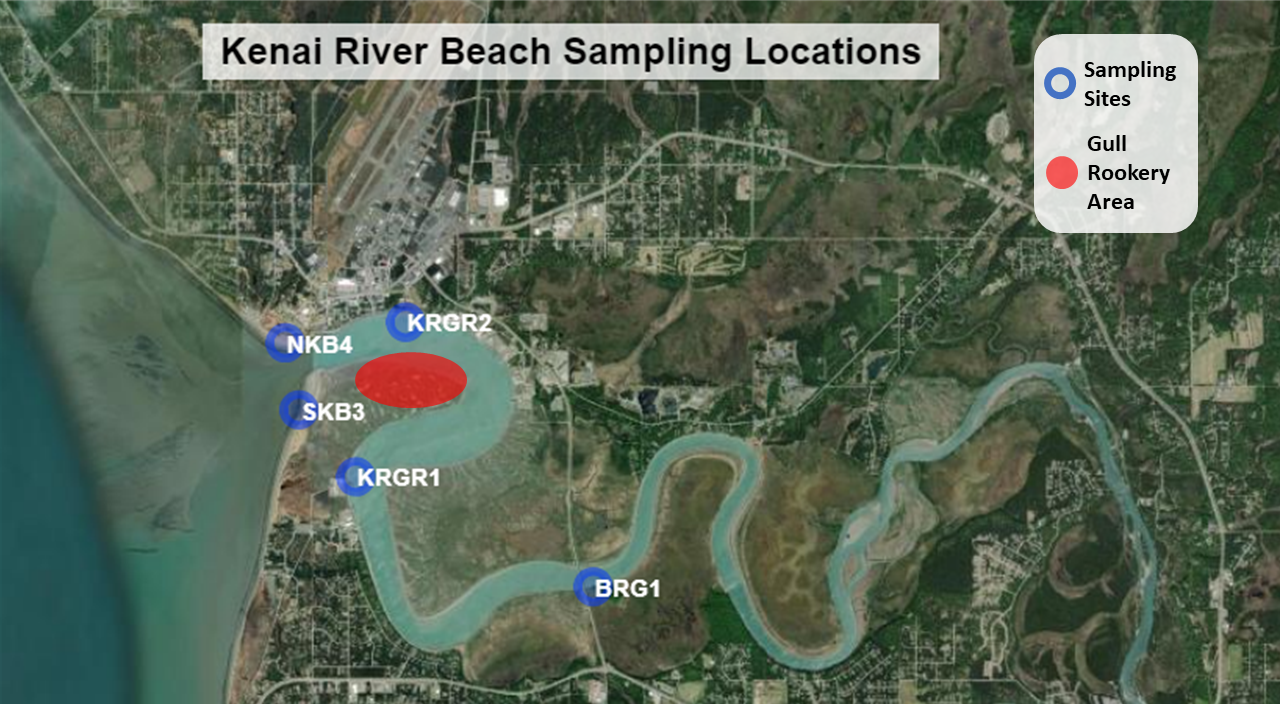 Kenai River Beach Sampling Locations
Sampling
Sites
Gull
Rookery
Area
KRGR2
NKB4
SKB3
KRGR1
BRG1